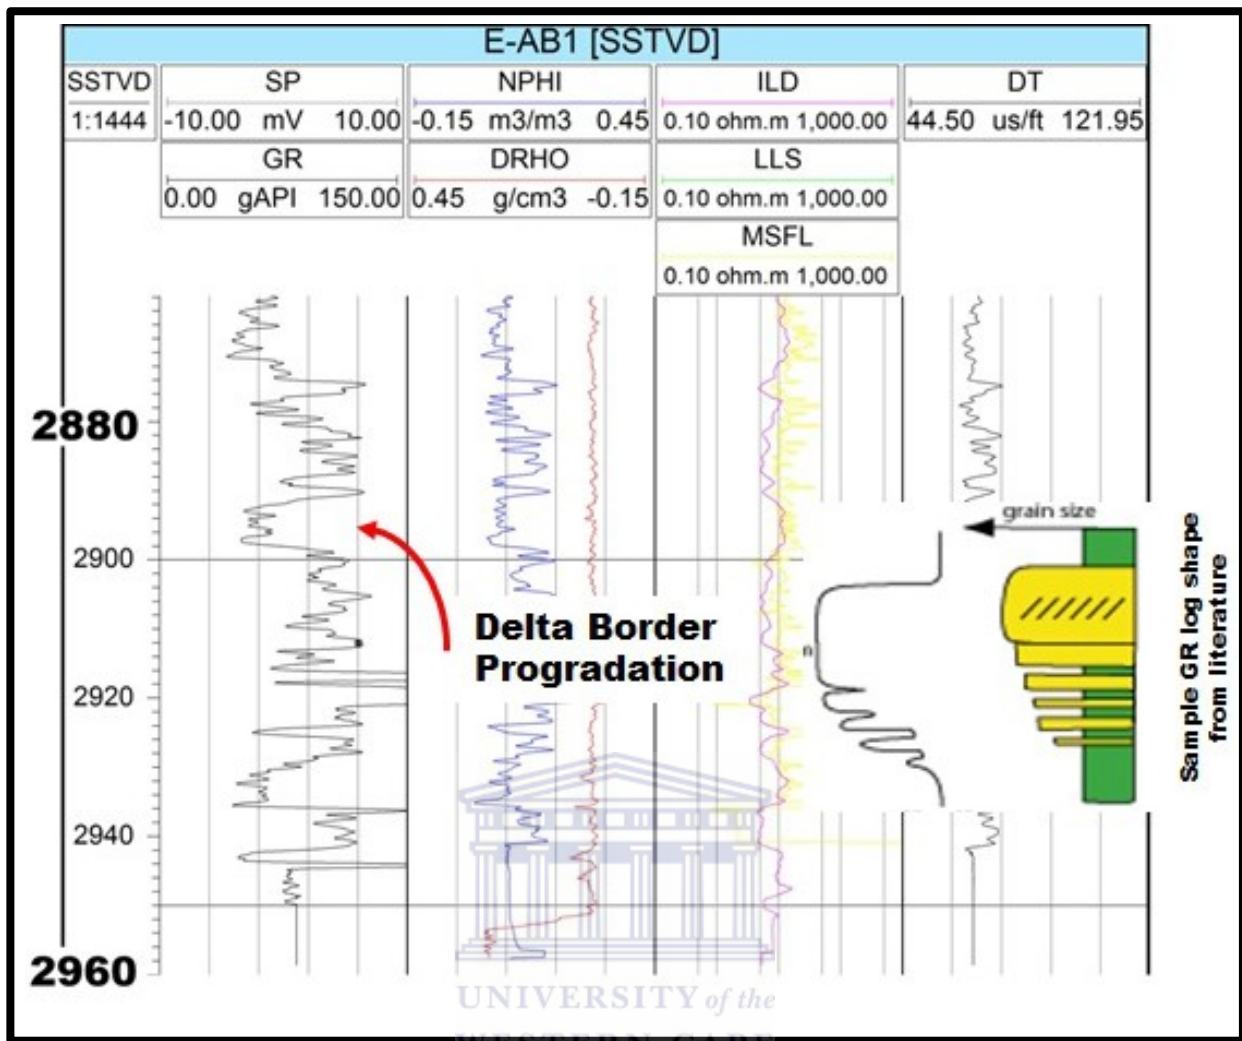 E-AB1 [SSTVD]
SSTVD
1:1444
SP
-10.00 mV 10.00
GR
0.00 gAPI 150.00
NPHI
-0.15 m3/m3 0.45
DRHO
0.45 g/cm3 -0.15
ILD
0.10 ohm.m 1,000.00
LLS
0.10 ohm.m 1,000.00
MSFL
0.10 ohm.m 1,000.00
DT
44.50 us/ft 121.95
2880
2900
2920
2940
2960
Delta Border
Progradation
grain size
n
Sample GR log shape
from literature
UNIVERSITY of the
WESTERN CAPE